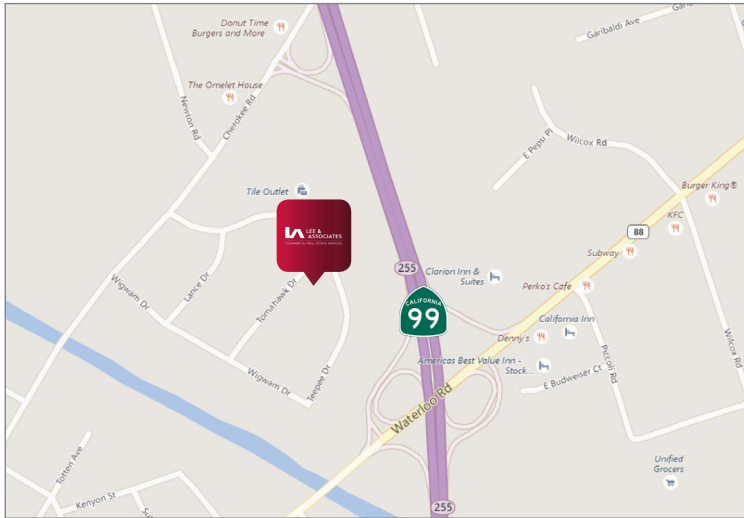 Donut Time
Burgers and More
Garibaldi Ave
The Omelet House
Newton Rd
Cherokee Rd
E Pepsi Pl
Wilcox Rd
Tile Outlet
Burger King®
LEE &
ASSOCIATES
COMMERCIAL REAL ESTATE SERVICES
KFC
88
Subway
255
Clarion Inn &
Suites
Perko's Cafe
Wigwam Dr
Lance Dr
Tomahawk Dr
CALIFORNIA
99
California Inn
Denny's
Wilcox Rd
Americas Best Value Inn -
Stock...
Piccoli Rd
Teepee Dr
Wigwam Dr
E Budweiser Ct
Waterloo Rd
Totten Ave
Unified
Grocers
Kenyon St
255